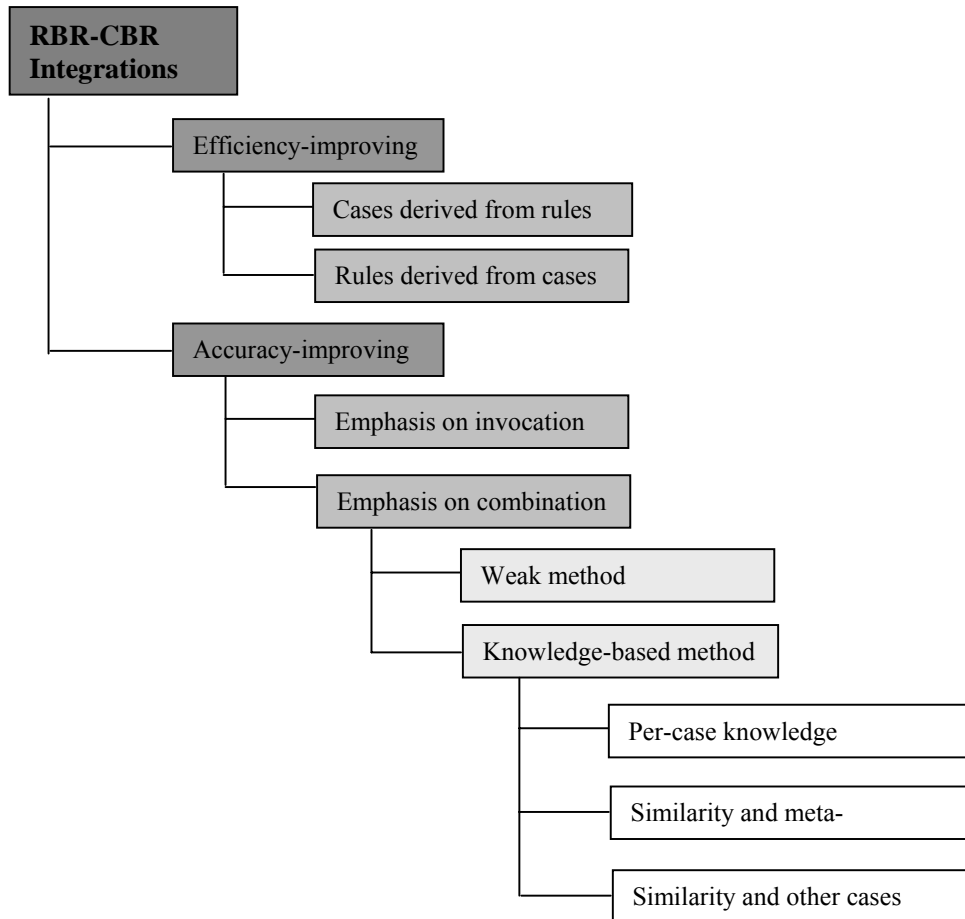 RBR-CBR
Integrations
Efficiency-improving
Cases derived from rules
Rules derived from cases
Accuracy-improving
Emphasis on invocation
Emphasis on combination
Weak method
Knowledge-based method
Per-case knowledge
Similarity and meta-
Similarity and other cases